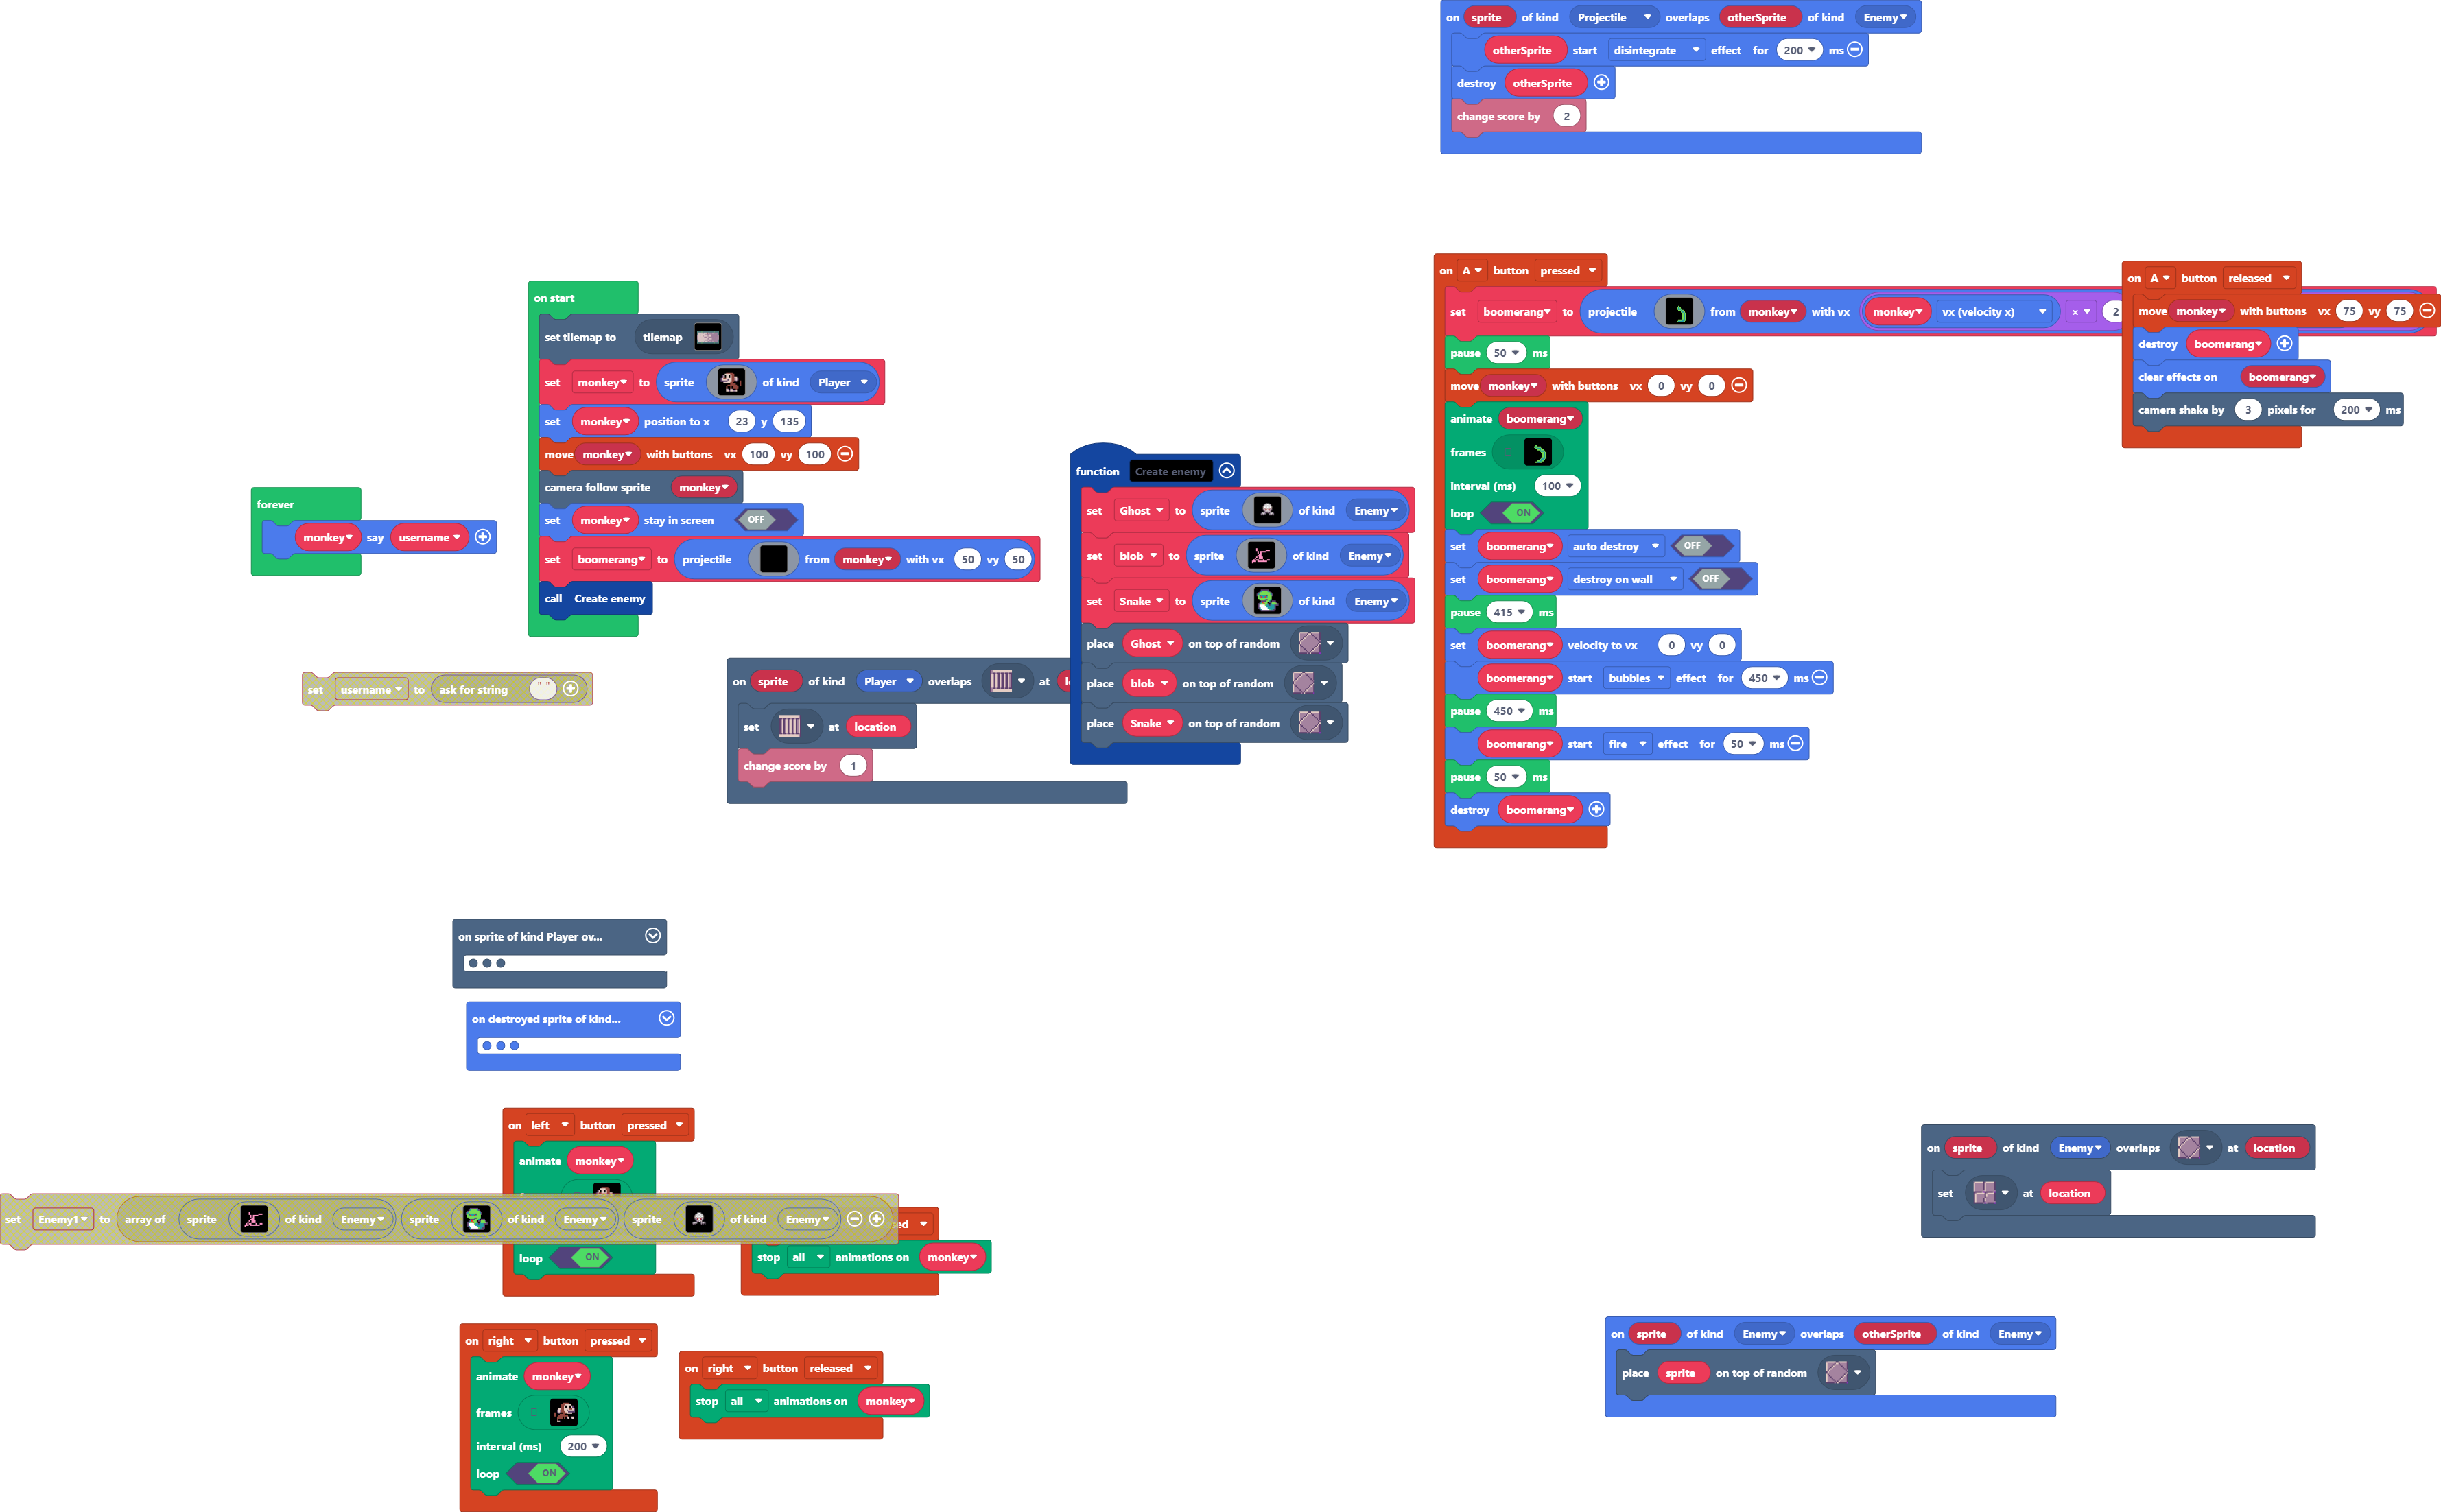 on sprite of kind Projectile overlaps otherSprite of kind Enemy
otherSprite start disintegrate effect for 200 ms
destroy otherSprite
change score by 2
on start
set tilemap to tilemap
set monkey to sprite of kind Player
set monkey position to x 23 y 135
move monkey with buttons vx 100 vy 100
camera follow sprite monkey
set monkey stay in screen OFF
set boomerang to projectile from monkey with vx 50 vy 50
call Create enemy
forever
monkey say username
set username to ask for string " "
on sprite of kind Player overlaps at
set at location
change score by 1
function Create enemy
set Ghost to sprite of kind Enemy
set blob to sprite of kind Enemy
set Snake to sprite of kind Enemy
place Ghost on top of random
place blob on top of random
place Snake on top of random
on A button pressed
set boomerang to projectile from monkey with vx monkey vx (velocity x) × 2
pause 50 ms
move monkey with buttons vx 0 vy 0
animate boomerang
frames
interval (ms) 100
loop ON
set boomerang auto destroy OFF
set boomerang destroy on wall OFF
pause 415 ms
set boomerang velocity to vx 0 vy 0
boomerang start bubbles effect for 450 ms
pause 450 ms
boomerang start fire effect for 50 ms
pause 50 ms
destroy boomerang
on A button released
move monkey with buttons vx 75 vy 75
destroy boomerang
clear effects on boomerang
camera shake by 3 pixels for 200 ms
on sprite of kind Player ov...
on destroyed sprite of kind...
on left button pressed
animate monkey
set Enemy1 to array of sprite of kind Enemy sprite of kind Enemy sprite of kind Enemy
loop ON
stop all animations on monkey
on right button pressed
animate monkey
frames
interval (ms) 200
loop ON
on right button released
stop all animations on monkey
on sprite of kind Enemy overlaps at location
set at location
on sprite of kind Enemy overlaps otherSprite of kind Enemy
place sprite on top of random